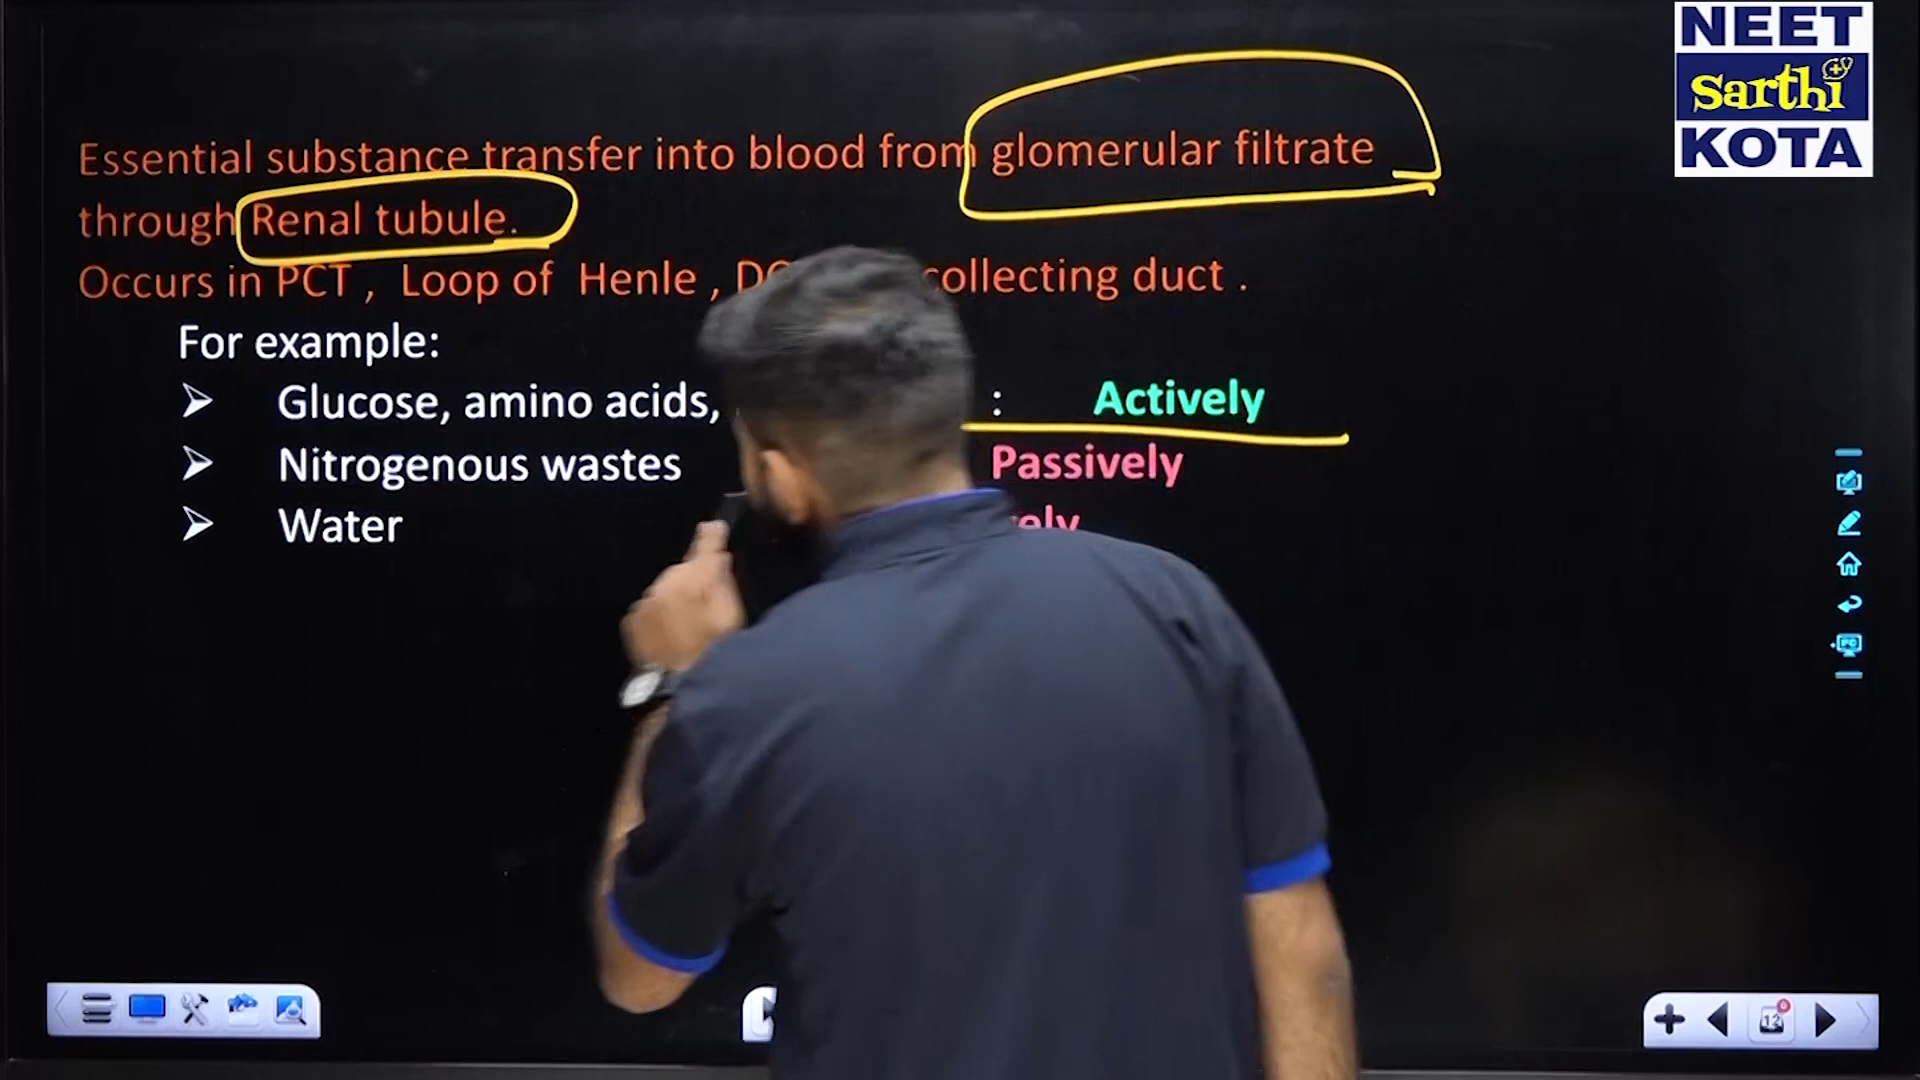 NEET
Sarthi
KOTA
Essential substance transfer into blood from glomerular filtrate
through Renal tubule.
Occurs in PCT , Loop of Henle , collecting duct .
For example:
➢ Glucose, amino acids, : Actively
➢ Nitrogenous wastes Passively
➢ Water
12